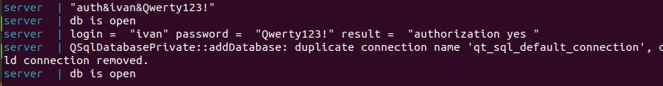 server | "auth&ivan&Qwerty123!"
server | db is open
server | login =  "ivan" password =  "Qwerty123!" result =  "authorization yes "
server | QSqlDatabasePrivate::addDatabase: duplicate connection name 'qt_sql_default_connection', o
ld connection removed.
server | db is open